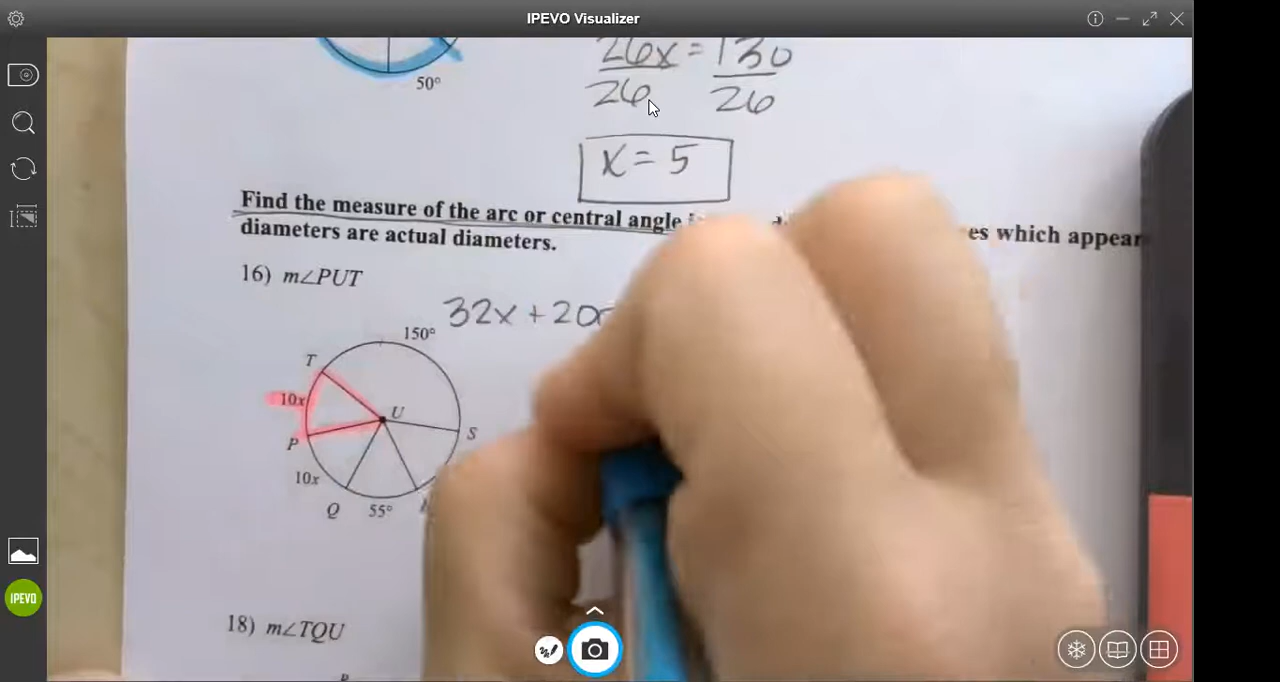 IPEVO Visualizer
50°
26x = 130
26 26
x = 5
Find the measure of the arc or central angle es which appear
diameters are actual diameters.
16) m∠PUT
32x + 20
150°
T
10x
U
S
P
10x
Q 55°
18) m∠TQU
IPEVO